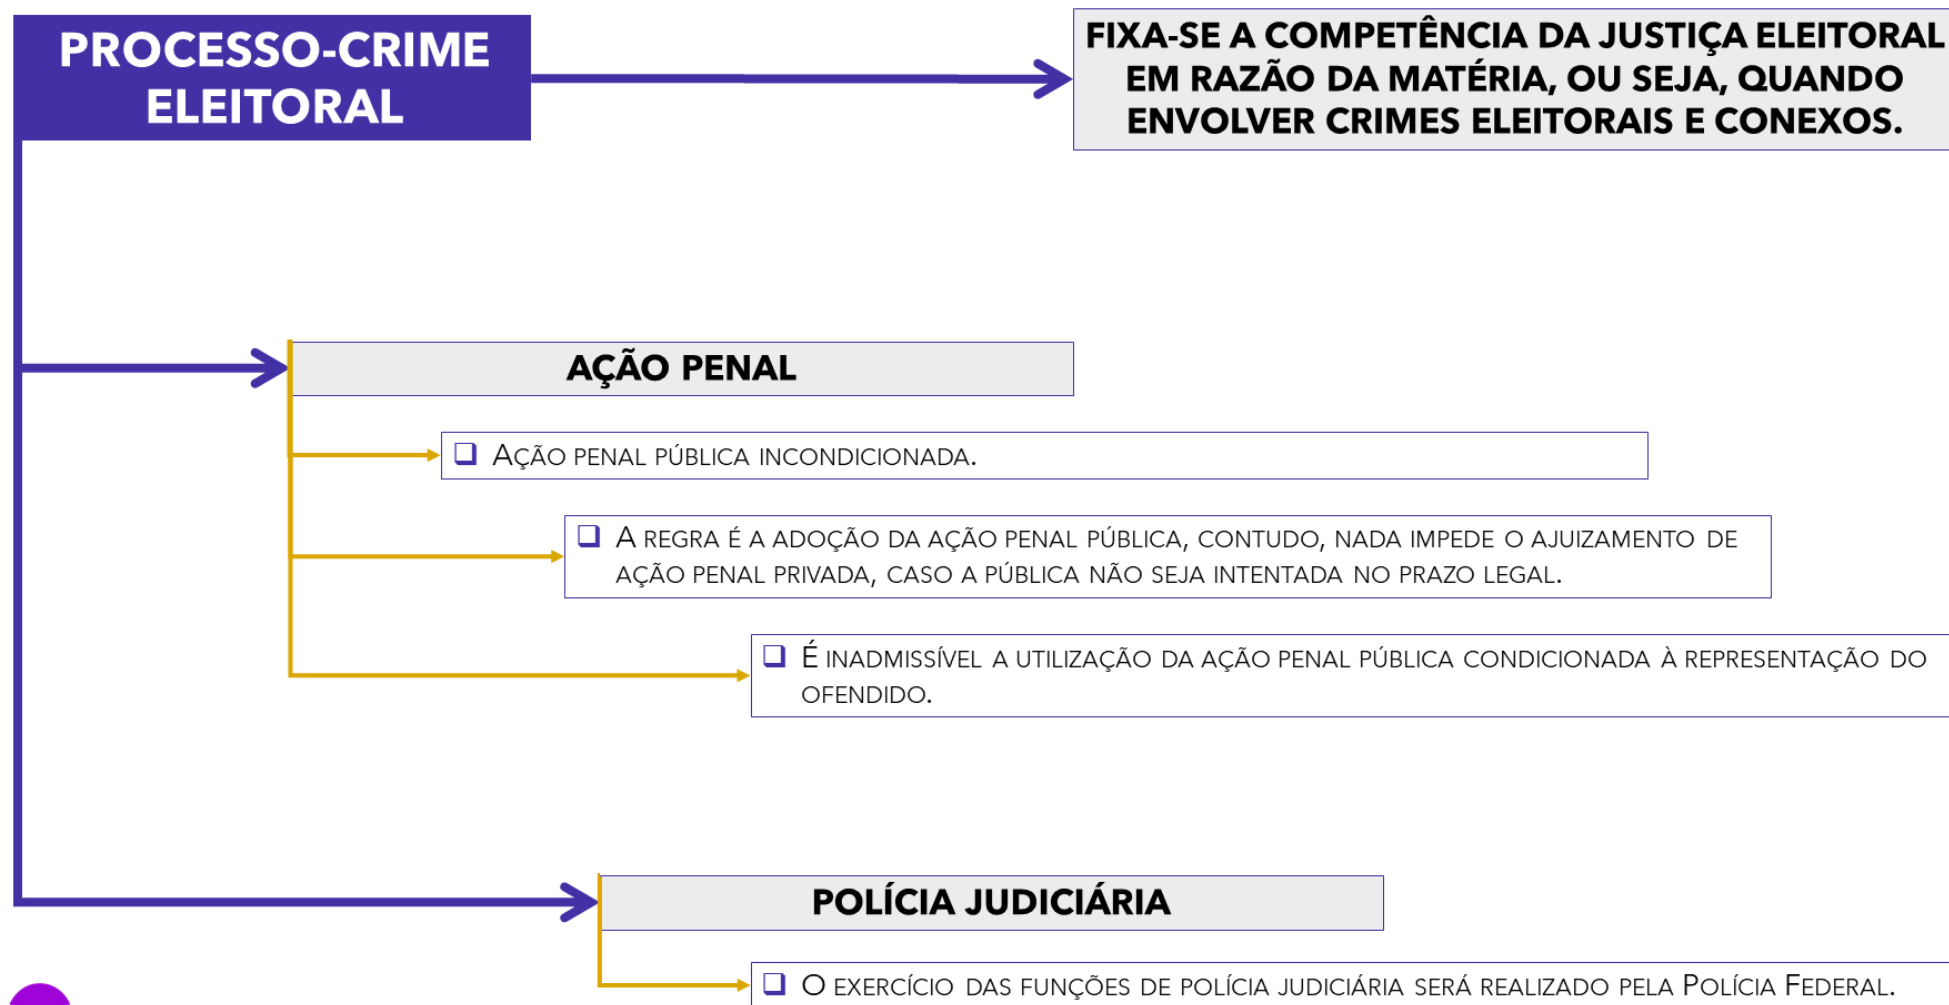 PROCESSO-CRIME
ELEITORAL
FIXA-SE A COMPETÊNCIA DA JUSTIÇA ELEITORAL
EM RAZÃO DA MATÉRIA, OU SEJA, QUANDO
ENVOLVER CRIMES ELEITORAIS E CONEXOS.
AÇÃO PENAL
AÇÃO PENAL PÚBLICA INCONDICIONADA.
A REGRA É A ADOÇÃO DA AÇÃO PENAL PÚBLICA, CONTUDO, NADA IMPEDE O AJUIZAMENTO DE
AÇÃO PENAL PRIVADA, CASO A PÚBLICA NÃO SEJA INTENTADA NO PRAZO LEGAL.
É INADMISSÍVEL A UTILIZAÇÃO DA AÇÃO PENAL PÚBLICA CONDICIONADA À REPRESENTAÇÃO DO
OFENDIDO.
POLÍCIA JUDICIÁRIA
O EXERCÍCIO DAS FUNÇÕES DE POLÍCIA JUDICIÁRIA SERÁ REALIZADO PELA POLÍCIA FEDERAL.